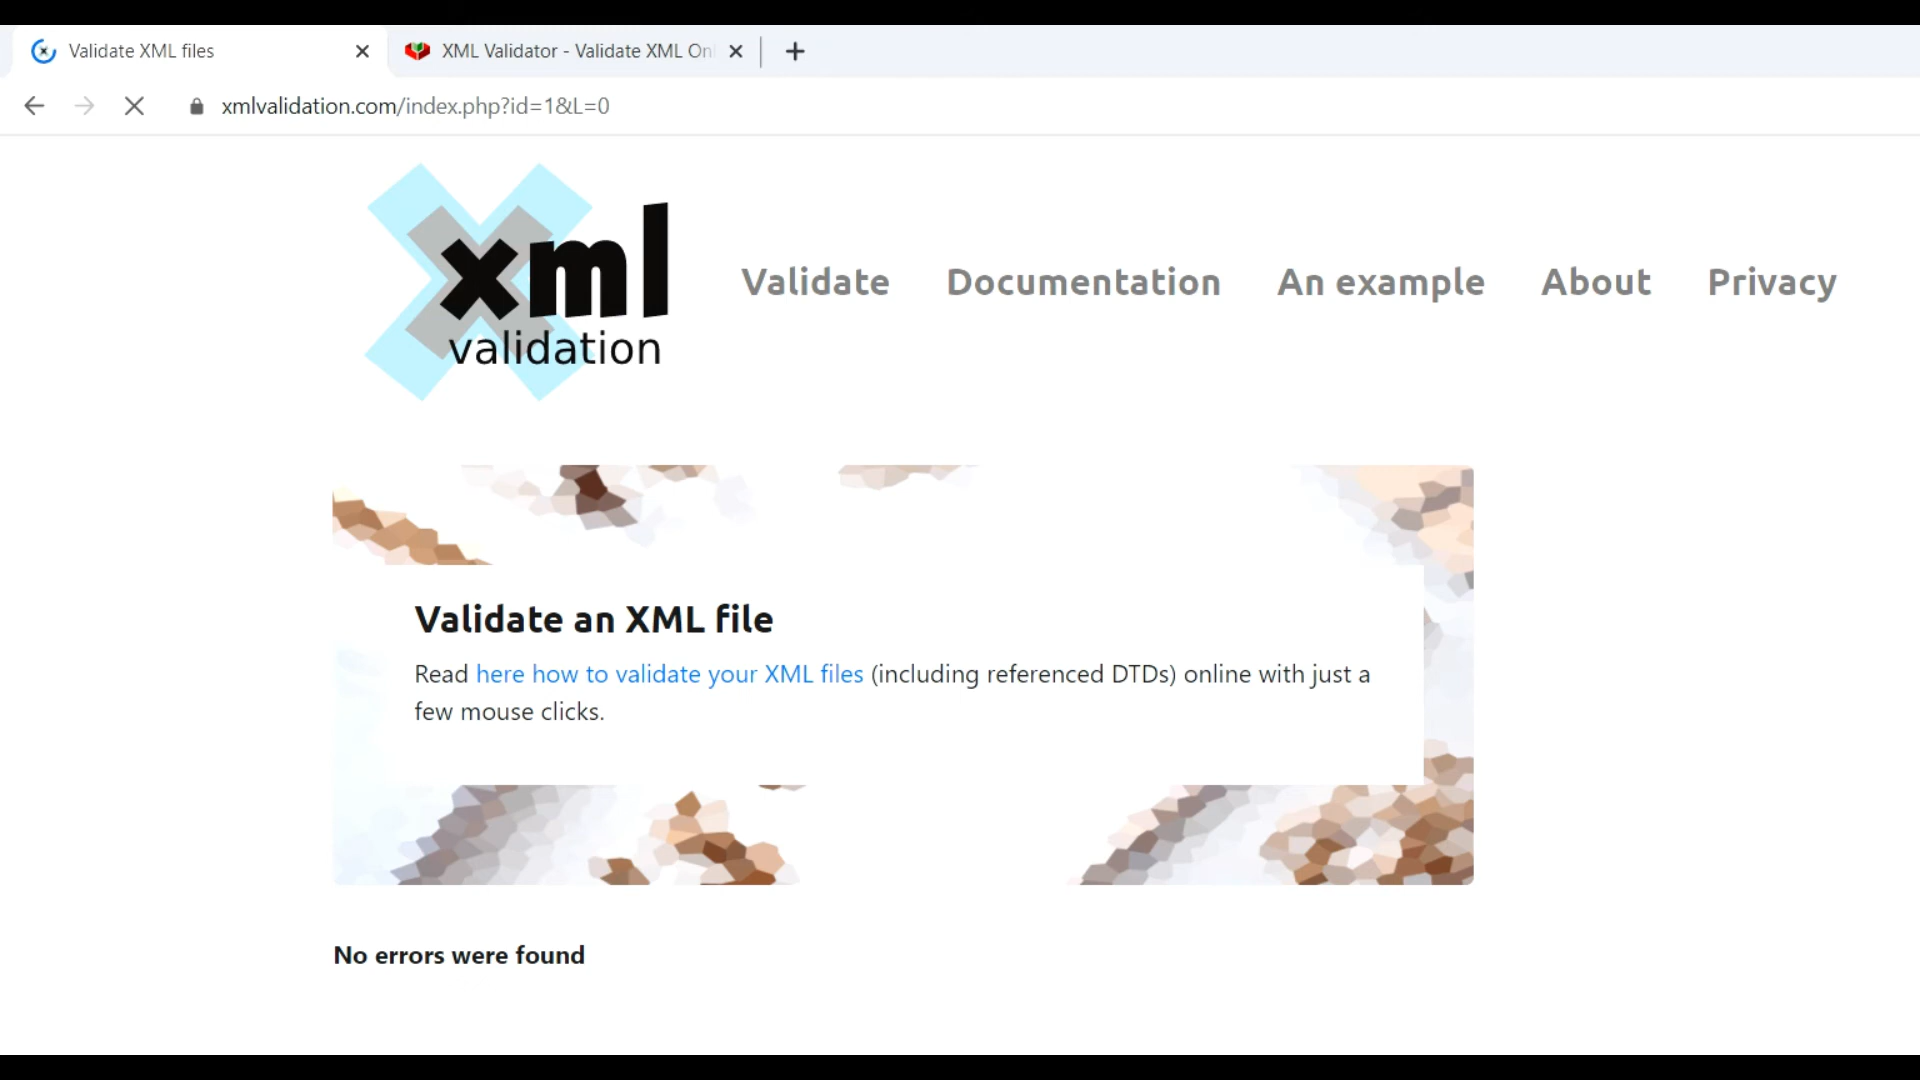 Validate XML files
XML Validator - Validate XML Onl
xmlvalidation.com/index.php?id=1&L=0
xml
validation
Validate
Documentation
An example
About
Privacy
Validate an XML file
Read here how to validate your XML files (including referenced DTDs) online with just a
few mouse clicks.
No errors were found